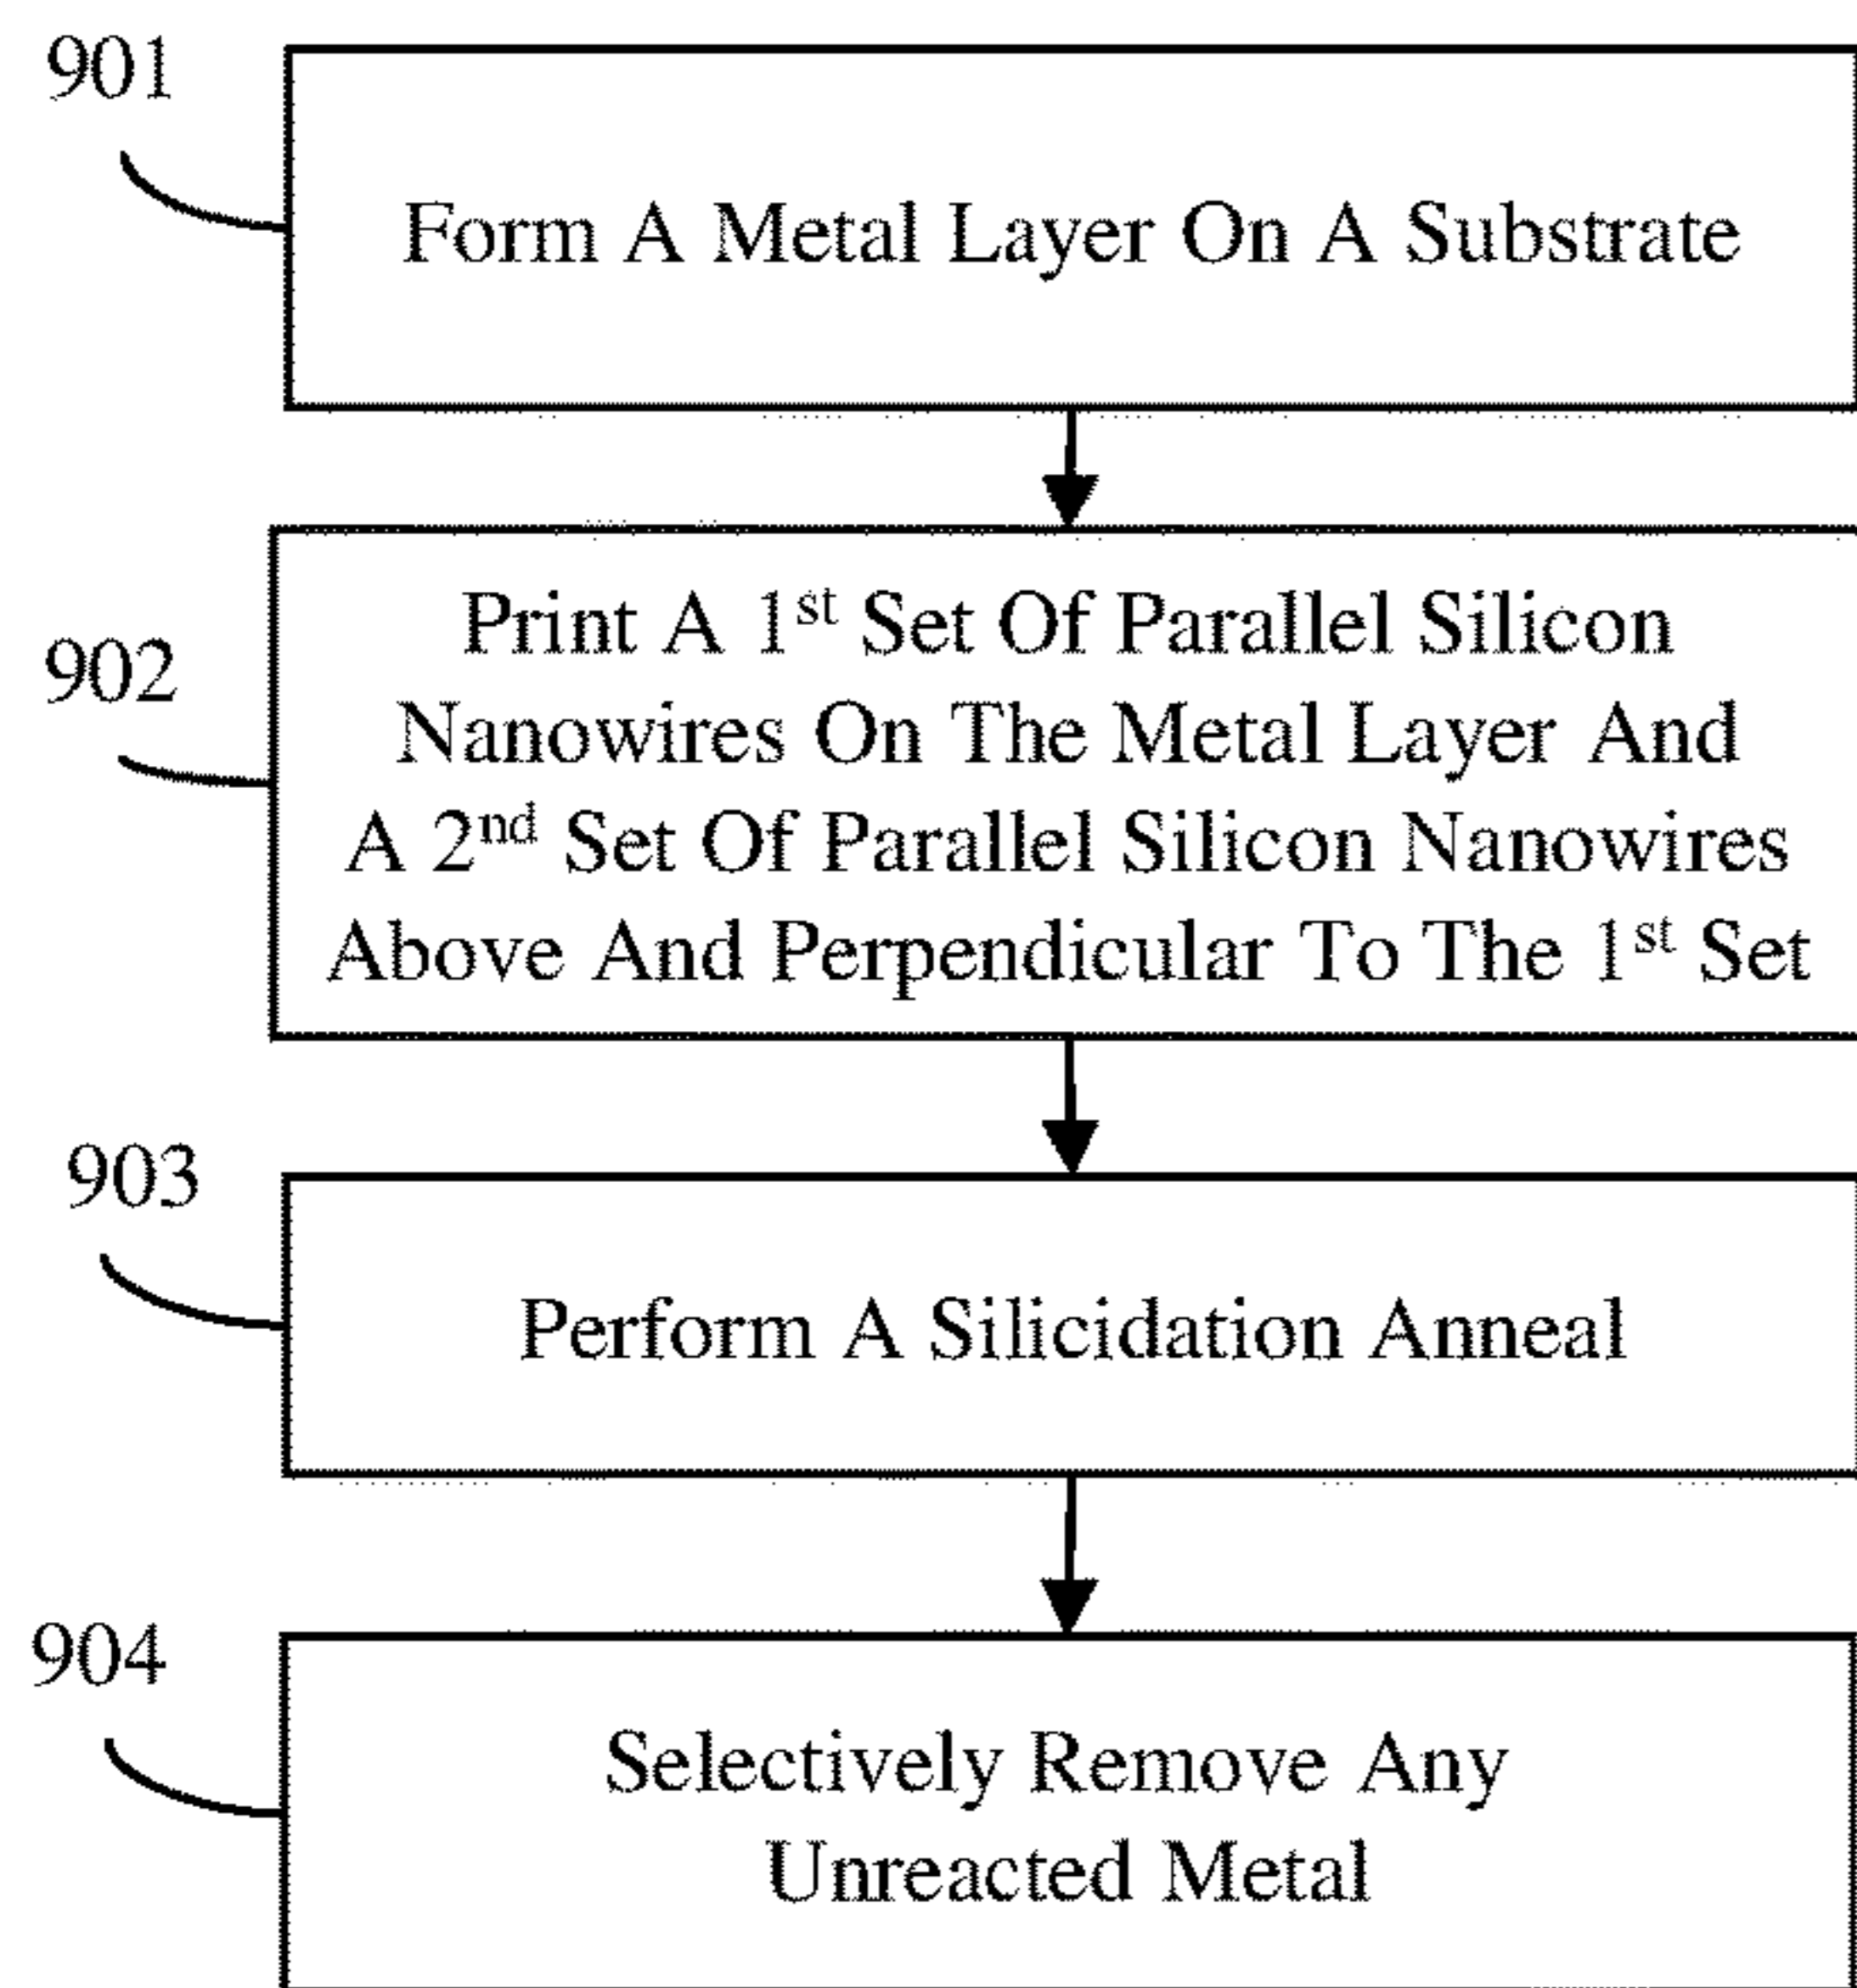 901
Form A Metal Layer On A Substrate
902
Print A 1st Set Of Parallel Silicon
Nanowires On The Metal Layer And
A 2nd Set Of Parallel Silicon Nanowires
Above And Perpendicular To The 1st Set
903
Perform A Silicidation Anneal
904
Selectively Remove Any
Unreacted Metal